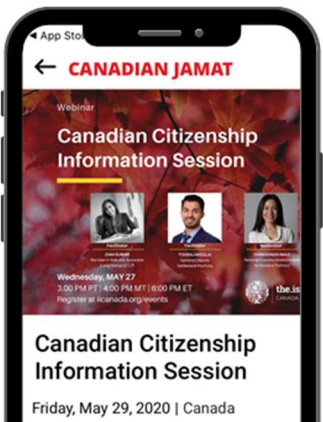 App Sto
CANADIAN JAMAT
Webinar
Canadian Citizenship
Information Session
Facilitator
Facilitator
Wednesday, MAY 27
3.00 PM PT | 4:00 PM MT | 6:00 PM ET
Register at iicanada.org/events
the.is
CANADA
Canadian Citizenship
Information Session
Friday, May 29, 2020 | Canada